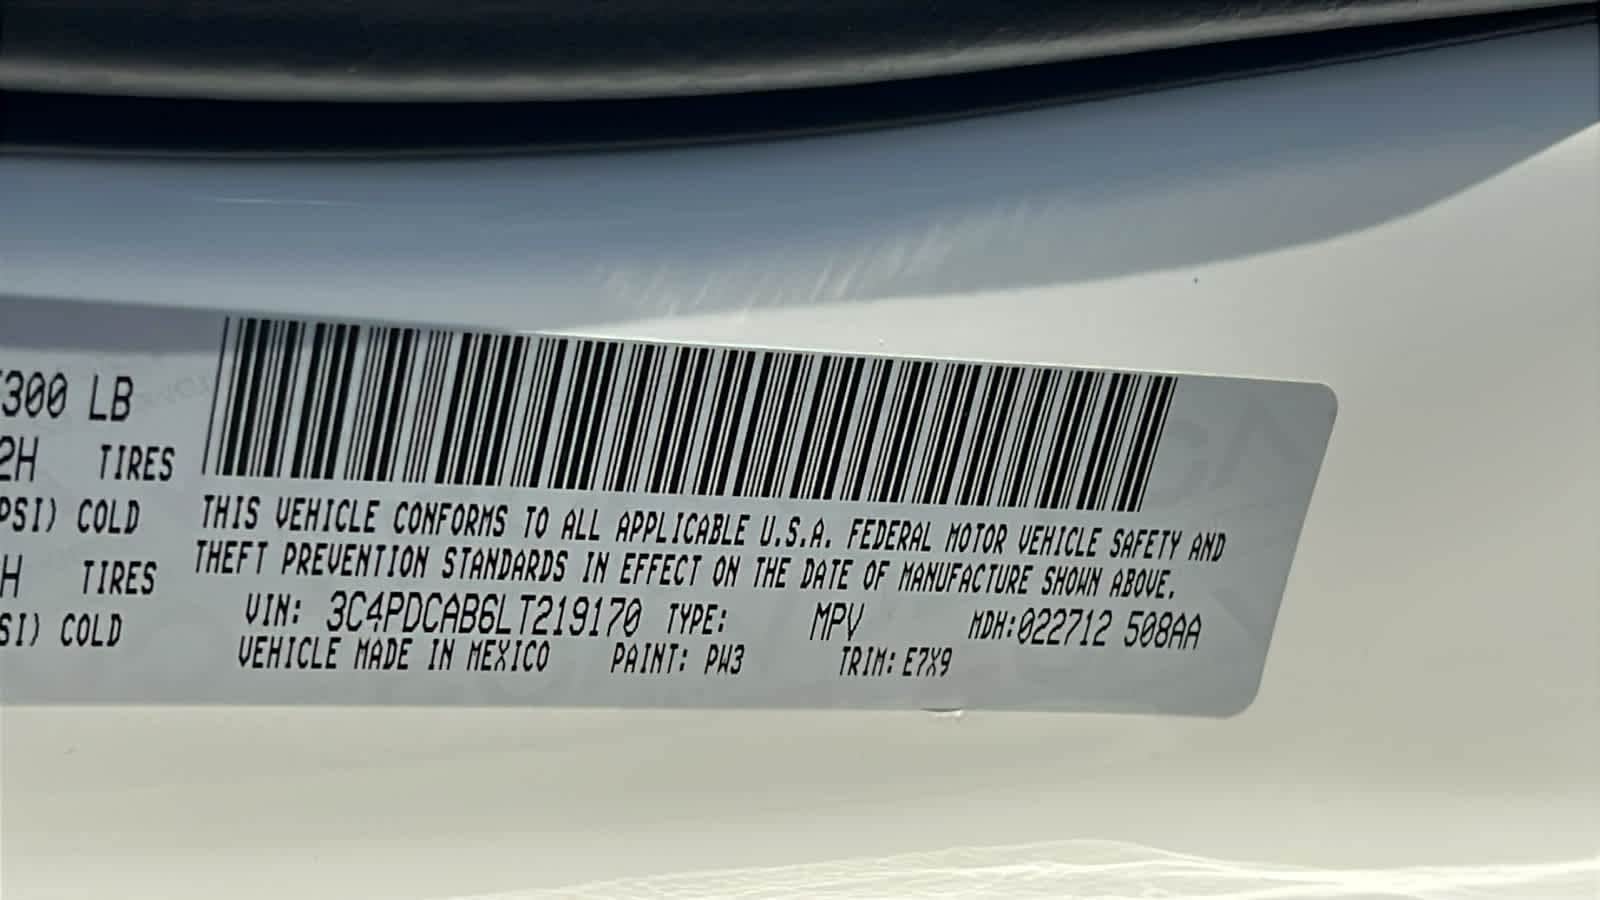 300 LB
2H TIRES
PSI) COLD
H TIRES
SI) COLD
THIS VEHICLE CONFORMS TO ALL APPLICABLE U.S.A. FEDERAL MOTOR VEHICLE SAFETY AND
THEFT PREVENTION STANDARDS IN EFFECT ON THE DATE OF MANUFACTURE SHOWN ABOVE.
VIN: 3C4PDCAB6LT219170 TYPE: MPV MDH:022712 508AA
VEHICLE MADE IN MEXICO PAINT: PW3 TRIM: E7X9